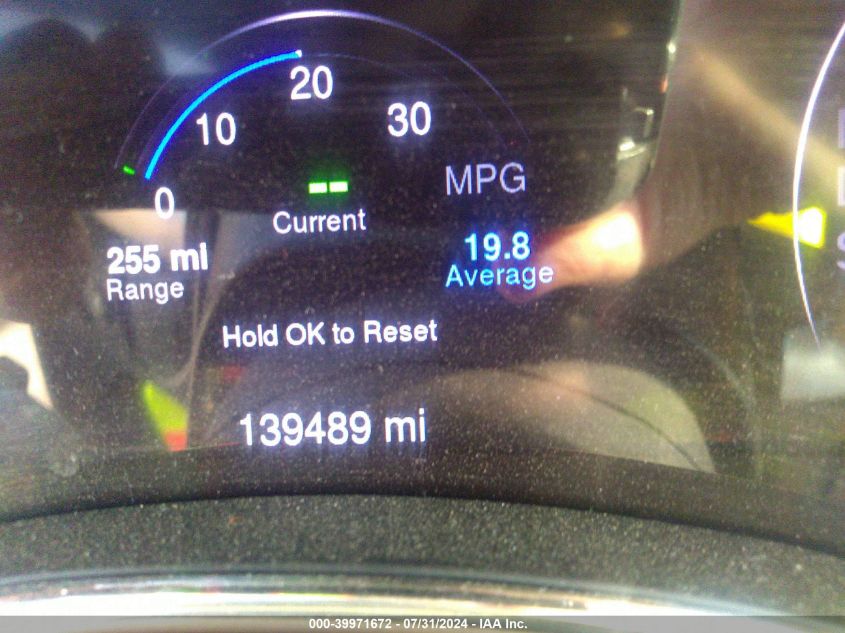 20
10
30
0
--
MPG
Current
255 mi
Range
19.8
Average
Hold OK to Reset
139489 mi
000-39971672 - 07/31/2024 - IAA Inc.